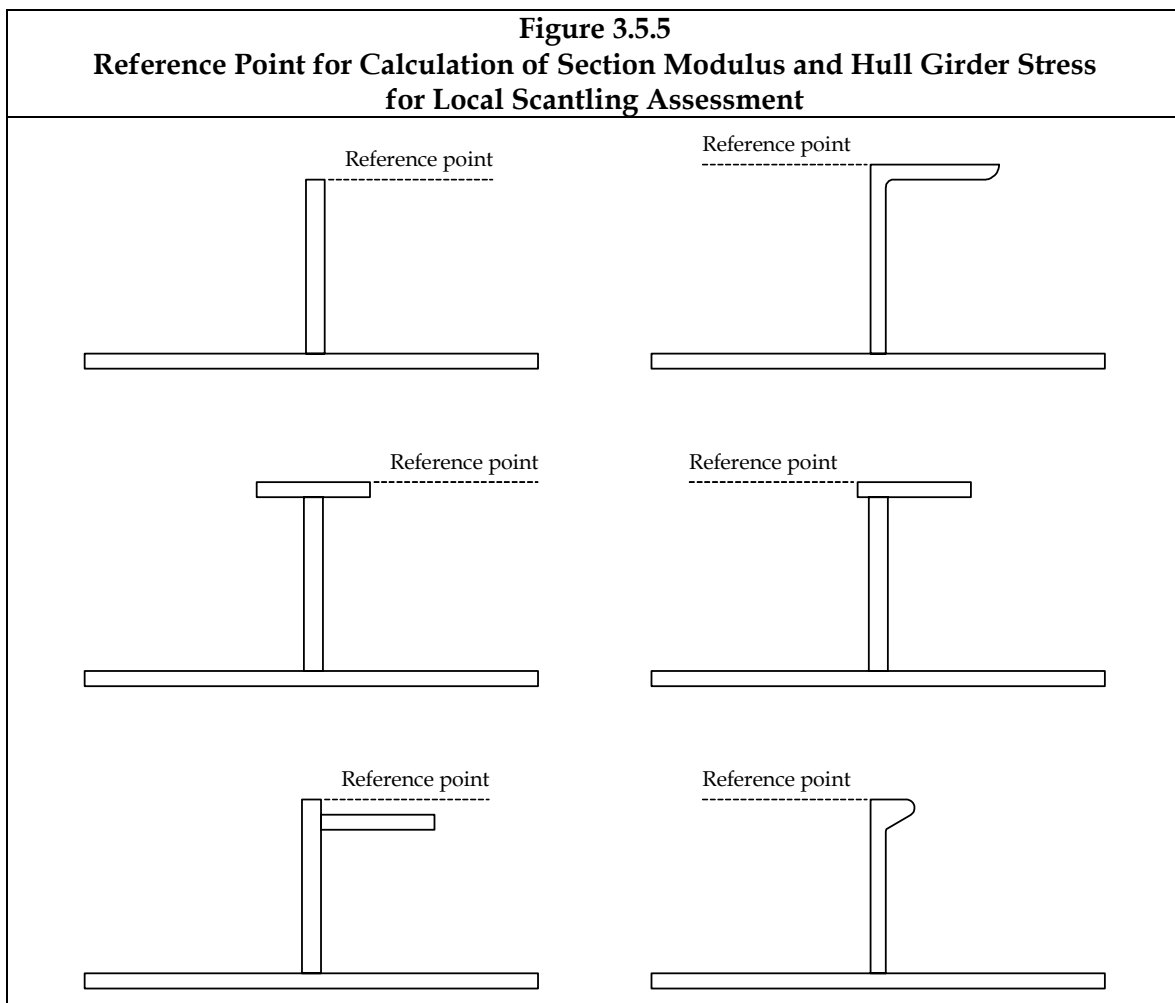 Figure 3.5.5
Reference Point for Calculation of Section Modulus and Hull Girder Stress
for Local Scantling Assessment
Reference point
Reference point
Reference point
Reference point
Reference point
Reference point